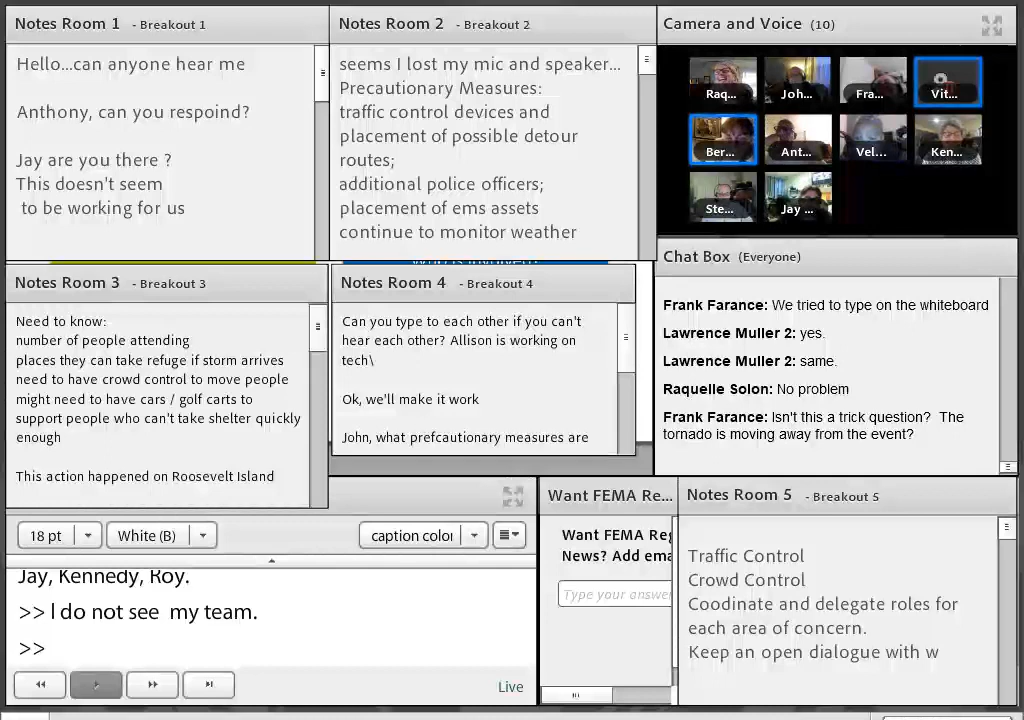 Notes Room 1 - Breakout 1
Hello...can anyone hear me
Anthony, can you respoind?
Jay are you there ?
This doesn't seem
to be working for us
Notes Room 2 - Breakout 2
seems I lost my mic and speaker...
Precautionary Measures:
traffic control devices and
placement of possible detour
routes;
additional police officers;
placement of ems assets
continue to monitor weather
Camera and Voice (10)
Raq... Joh... Fra... Vit...
Ber... Ant... Vel... Ken...
Ste... Jay ...
Notes Room 3 - Breakout 3
Need to know:
number of people attending
places they can take refuge if storm arrives
need to have crowd control to move people
might need to have cars / golf carts to
support people who can't take shelter quickly
enough
This action happened on Roosevelt Island
Notes Room 4 - Breakout 4
Can you type to each other if you can't
hear each other? Allison is working on
tech\
Ok, we'll make it work
John, what prefcautionary measures are
Chat Box (Everyone)
Frank Farance: We tried to type on the whiteboard
Lawrence Muller 2: yes.
Lawrence Muller 2: same.
Raquelle Solon: No problem
Frank Farance: Isn't this a trick question? The
tornado is moving away from the event?
18 pt White (B) caption color
Jay, Kennedy, Roy.
>> I do not see my team.
>>
Live
Want FEMA Re...
Want FEMA Reg
News? Add ema
Type your answer
Notes Room 5 - Breakout 5
Traffic Control
Crowd Control
Coodinate and delegate roles for
each area of concern.
Keep an open dialogue with w